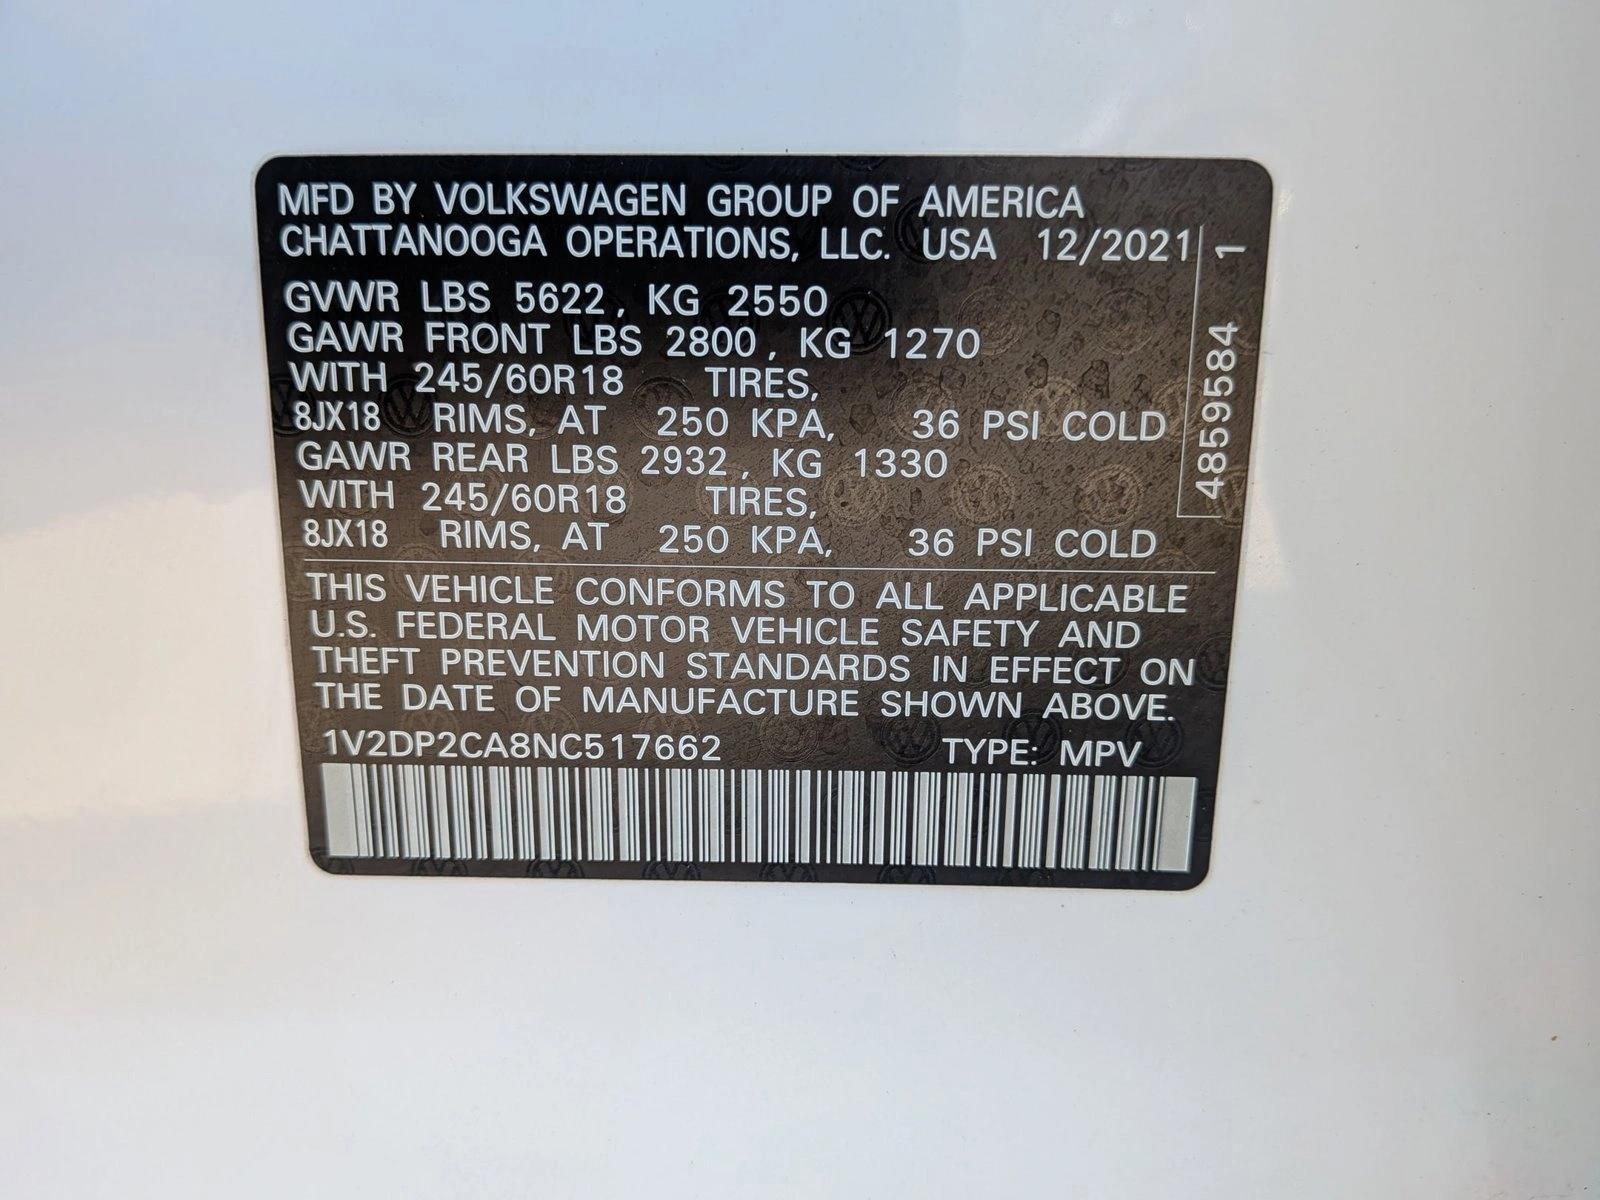 MFD BY VOLKSWAGEN GROUP OF AMERICA
CHATTANOOGA OPERATIONS, LLC. USA 12/2021
GVWR LBS 5622, KG 2550
GAWR FRONT LBS 2800, KG 1270
WITH 245/60R18 TIRES,
8JX18 RIMS, AT 250 KPA, 36 PSI COLD
GAWR REAR LBS 2932, KG 1330
WITH 245/60R18 TIRES,
8JX18 RIMS, AT 250 KPA, 36 PSI COLD
4859584 1
THIS VEHICLE CONFORMS TO ALL APPLICABLE
U.S. FEDERAL MOTOR VEHICLE SAFETY AND
THEFT PREVENTION STANDARDS IN EFFECT ON
THE DATE OF MANUFACTURE SHOWN ABOVE.
1V2DP2CA8NC517662 TYPE: MPV